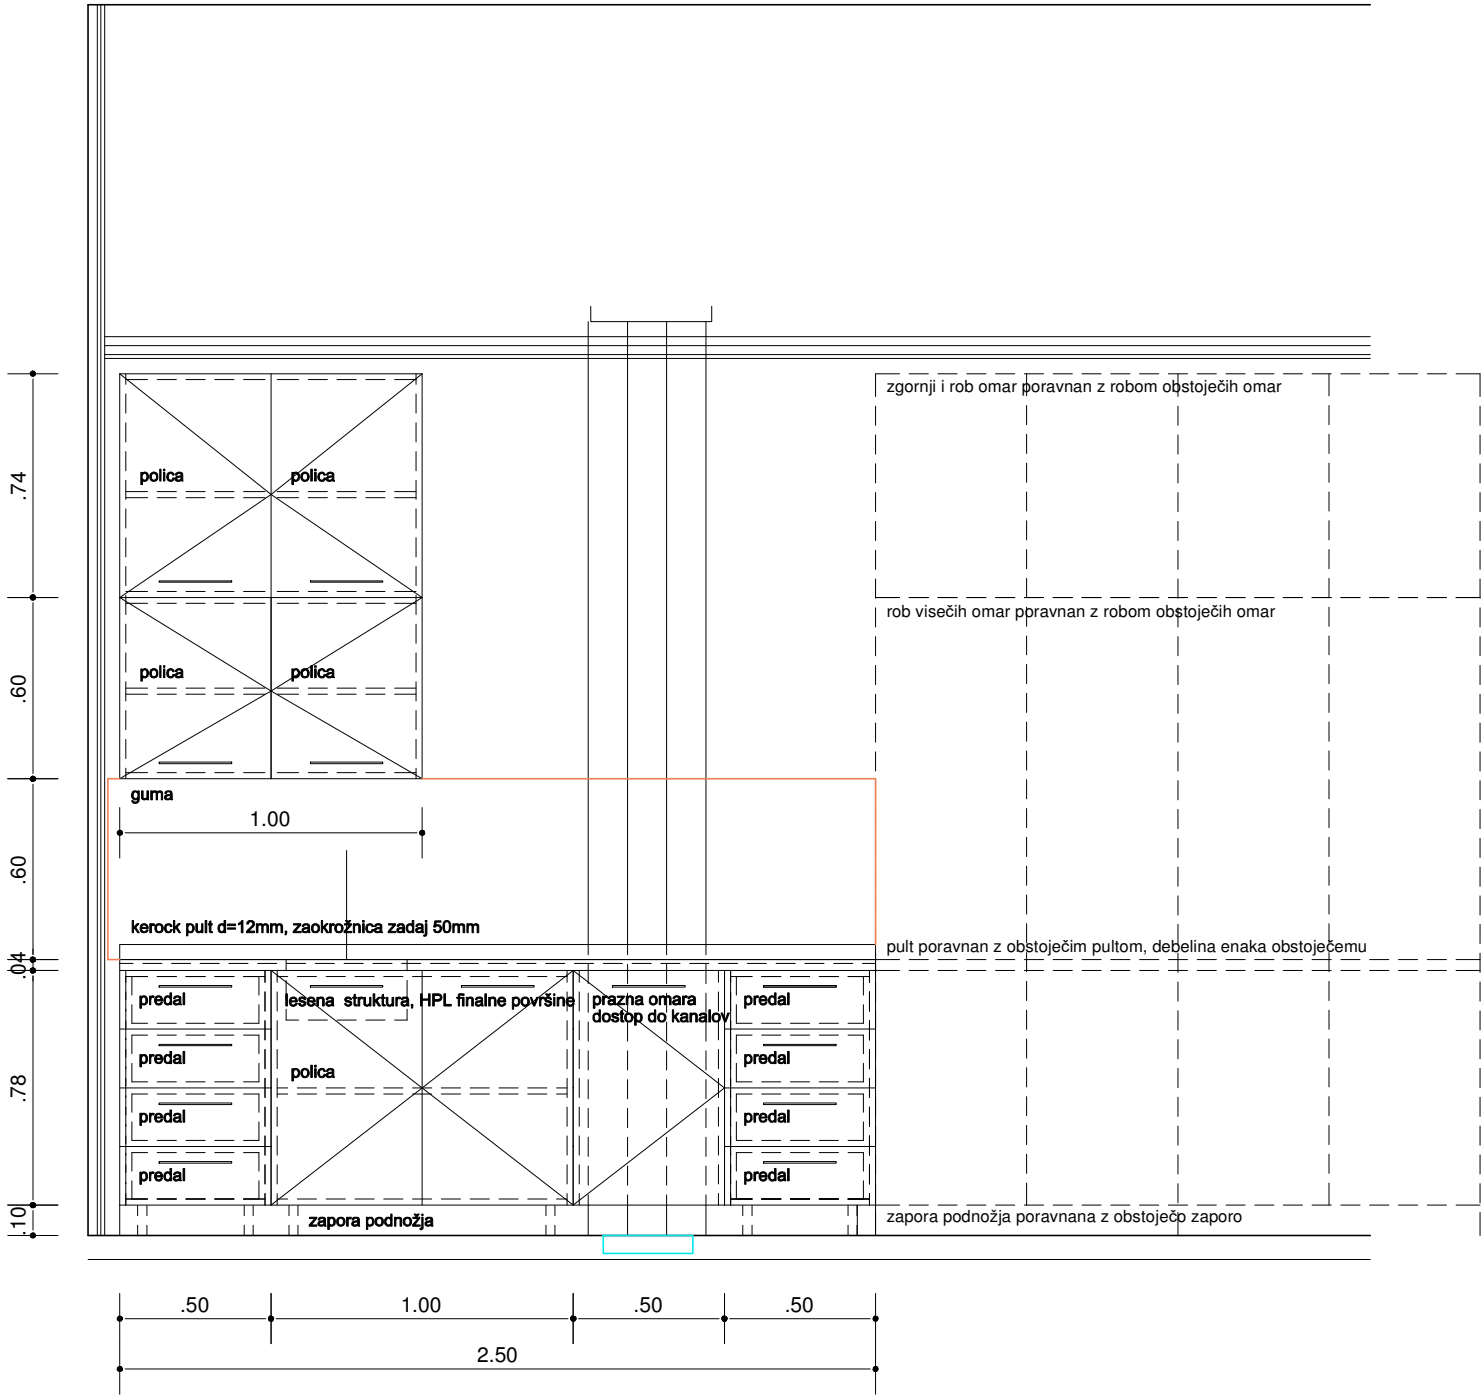 zgornji i rob omar poravnan z robom obstoječih omar
.74
polica
polica
rob visečih omar poravnan z robom obstoječih omar
.60
polica
polica
guma
1.00
.60
kerock pult d=12mm, zaokrožnica zadaj 50mm
pult poravnan z obstoječim pultom, debelina enaka obstoječemu
.04
predal
lesena struktura, HPL finalne površine
prazna omara
dostop do kanalov
predal
predal
predal
polica
.78
predal
predal
predal
predal
.10
zapora podnožja
zapora podnožja poravnana z obstoječo zaporo
.50
1.00
.50
.50
2.50